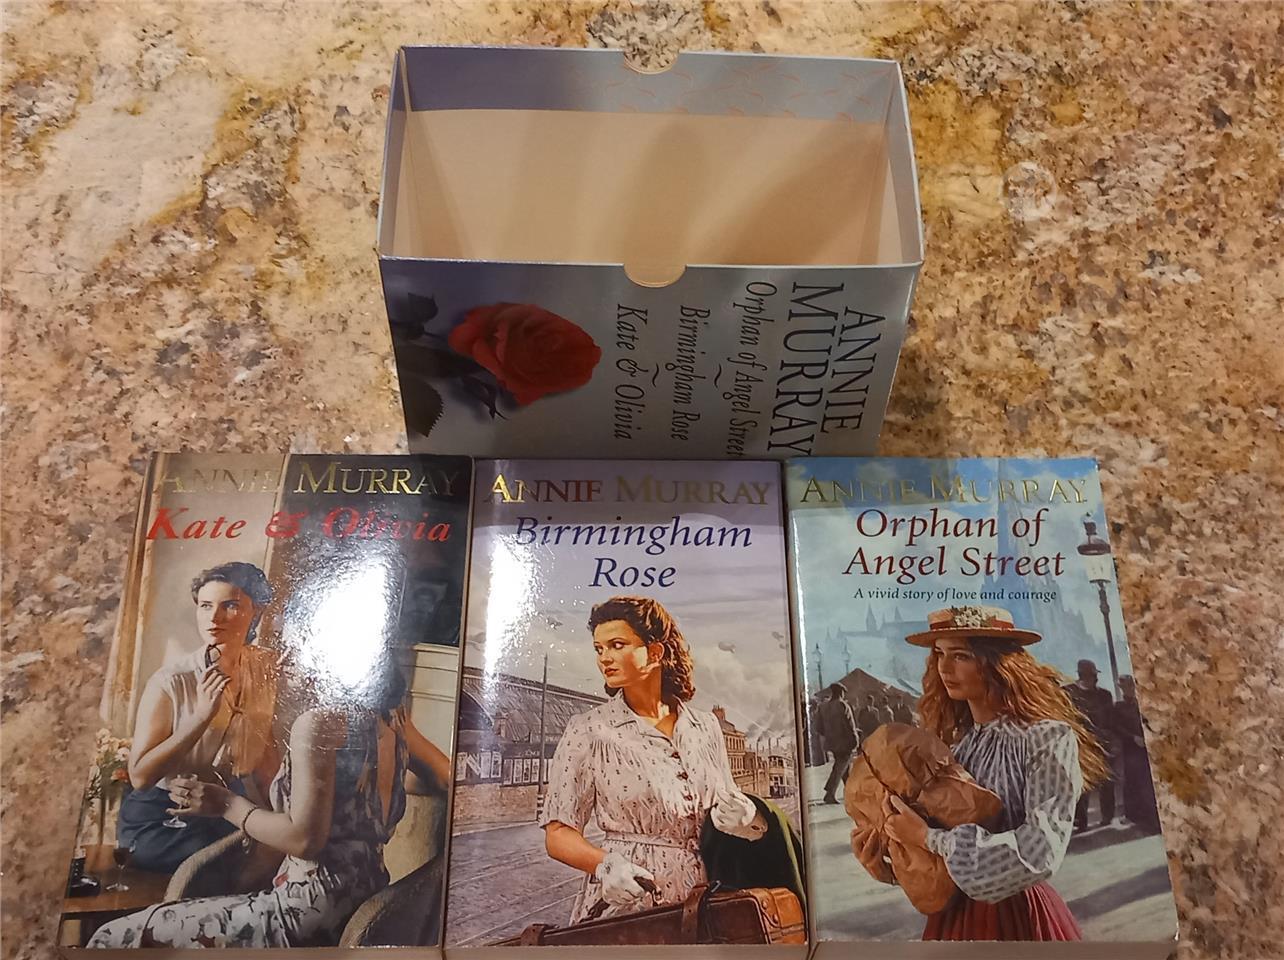 ANNIE
MURRAY
Orphan of Angel Street
~
Birmingham Rose
~
Kate & Olivia
ANNIE MURRAY
Kate & Olivia
ANNIE MURRAY
Birmingham
Rose
ANNIE MURRAY
Orphan of
Angel Street
A vivid story of love and courage